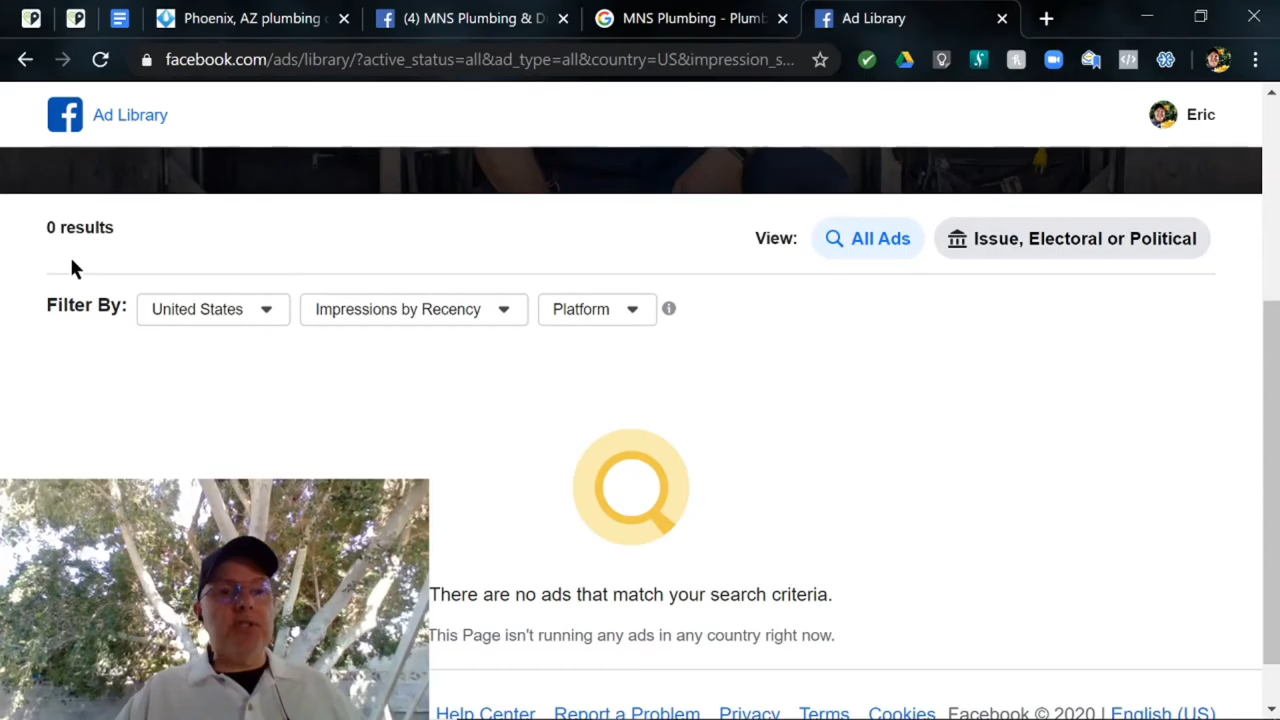 Phoenix, AZ plumbing
(4) MNS Plumbing & D
MNS Plumbing - Plumb
Ad Library
facebook.com/ads/library/?active_status=all&ad_type=all&country=US&impression_s...
Ad Library
Eric
0 results
View:
All Ads
Issue, Electoral or Political
Filter By:
United States
Impressions by Recency
Platform
There are no ads that match your search criteria.
This Page isn't running any ads in any country right now.
Help Center Report a Problem Privacy Terms Cookies Facebook © 2020 | English (US)